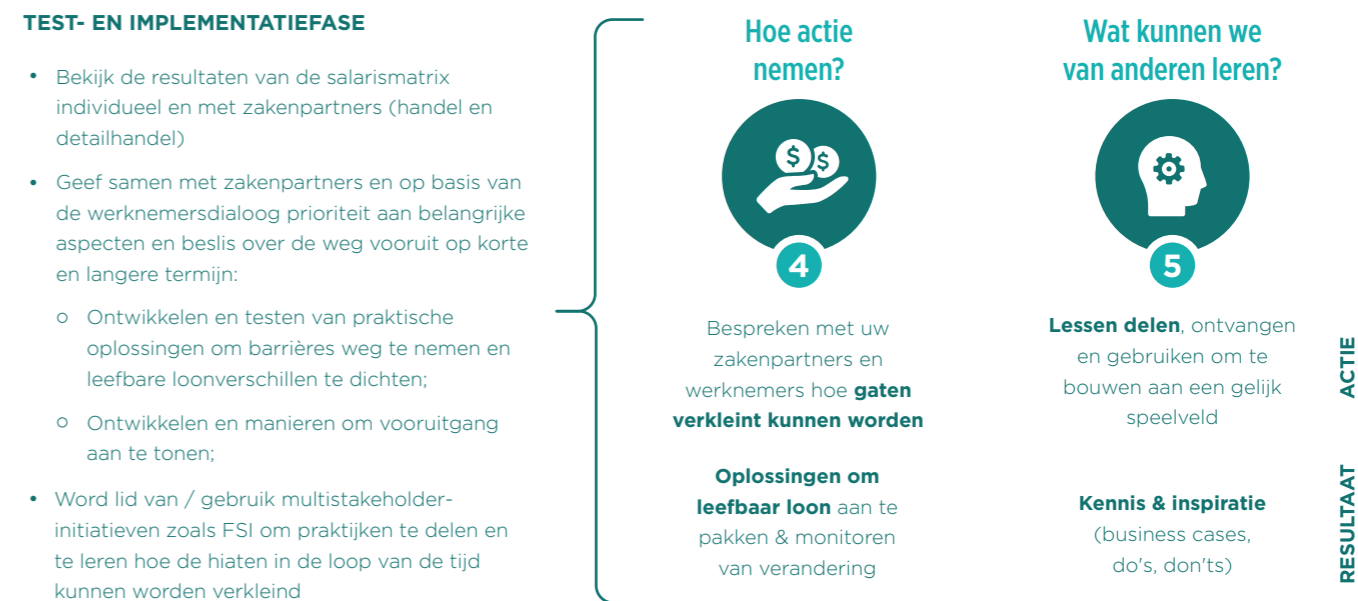 TEST- EN IMPLEMENTATIEFASE
• Bekijk de resultaten van de salarismatrix
individueel en met zakenpartners (handel en
detailhandel)
• Geef samen met zakenpartners en op basis van
de werknemersdialoog prioriteit aan belangrijke
aspecten en beslis over de weg vooruit op korte
en langere termijn:
o Ontwikkelen en testen van praktische
oplossingen om barrières weg te nemen en
leefbare loonverschillen te dichten;
o Ontwikkelen en manieren om vooruitgang
aan te tonen;
• Word lid van / gebruik multistakeholder-
initiatieven zoals FSI om praktijken te delen en
te leren hoe de hiaten in de loop van de tijd
kunnen worden verkleind
Hoe actie
nemen?
$ $
4
Bespreken met uw
zakenpartners en
werknemers hoe gaten
verkleint kunnen worden
Oplossingen om
leefbaar loon aan te
pakken & monitoren
van verandering
Wat kunnen we
van anderen leren?
5
Lessen delen, ontvangen
en gebruiken om te
bouwen aan een gelijk
speelveld
Kennis & inspiratie
(business cases,
do's, don'ts)
ACTIE
RESULTAAT